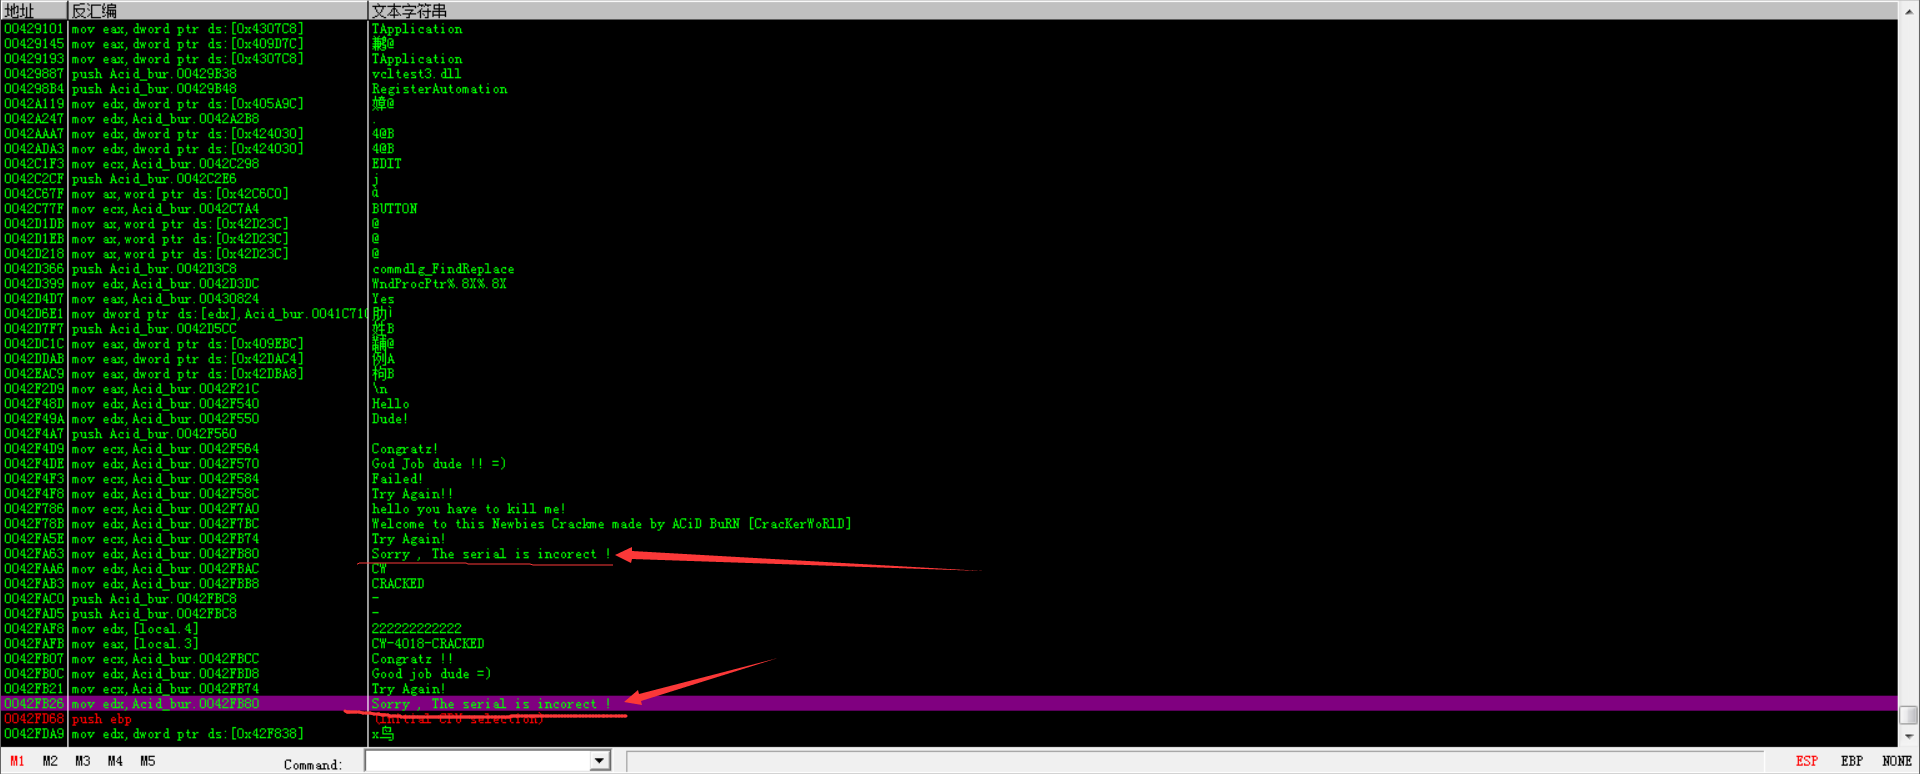 地址 反汇编 文本字符串
00429101 mov eax,dword ptr ds:[0x4307C8] TApplication
00429145 mov eax,dword ptr ds:[0x409D7C] @
00429193 mov eax,dword ptr ds:[0x4307C8] TApplication
00429887 push Acid_bur.00429B38 vcltest3.dll
004298B4 push Acid_bur.00429B48 RegisterAutomation
0042A119 mov edx,dword ptr ds:[0x405A9C] @
0042A247 mov edx,Acid_bur.0042A2B8 .
0042AAA7 mov edx,dword ptr ds:[0x424030] 4@B
0042ADA3 mov edx,dword ptr ds:[0x424030] 4@B
0042C1F3 mov ecx,Acid_bur.0042C298 EDIT
0042C2CF push Acid_bur.0042C2E6 j
0042C67F mov ax,word ptr ds:[0x42C6C0]
0042C77F mov ecx,Acid_bur.0042C7A4 BUTTON
0042D1DB mov ax,word ptr ds:[0x42D23C] @
0042D1EB mov ax,word ptr ds:[0x42D23C] @
0042D218 mov ax,word ptr ds:[0x42D23C] @
0042D366 push Acid_bur.0042D3C8 commdlg_FindReplace
0042D399 mov edx,Acid_bur.0042D3DC WndProcPtr%.8X%.8X
0042D4D7 mov eax,Acid_bur.00430824 Yes
0042D6E1 mov dword ptr ds:[edx],Acid_bur.0041C710
0042D7F7 push Acid_bur.0042D5CC 姓B
0042DC1C mov eax,dword ptr ds:[0x409EBC] @
0042DDAB mov eax,dword ptr ds:[0x42DAC4] 例A
0042EAC9 mov eax,dword ptr ds:[0x42DBA8] 枸B
0042F2D9 mov eax,Acid_bur.0042F21C \n
0042F48D mov edx,Acid_bur.0042F540 Hello
0042F49A mov edx,Acid_bur.0042F550 Dude!
0042F4A7 push Acid_bur.0042F560
0042F4D9 mov ecx,Acid_bur.0042F564 Congratz!
0042F4DE mov edx,Acid_bur.0042F570 God Job dude !! =)
0042F4F3 mov ecx,Acid_bur.0042F584 Failed!
0042F4F8 mov edx,Acid_bur.0042F58C Try Again!!
0042F786 mov ecx,Acid_bur.0042F7A0 hello you have to kill me!
0042F78B mov edx,Acid_bur.0042F7BC Welcome to this Newbies Crackme made by ACiD BuRN [CracKerWoRlD]
0042FA5E mov ecx,Acid_bur.0042FB74 Try Again!
0042FA63 mov edx,Acid_bur.0042FB80 Sorry , The serial is incorect !
0042FAA6 mov edx,Acid_bur.0042FBAC CW
0042FAB3 mov edx,Acid_bur.0042FBB8 CRACKED
0042FAC0 push Acid_bur.0042FBC8 -
0042FAD5 push Acid_bur.0042FBC8 -
0042FAF8 mov edx,[local.4] 222222222222
0042FAFB mov eax,[local.3] CW-4018-CRACKED
0042FB07 mov ecx,Acid_bur.0042FBCC Congratz !!
0042FB0C mov edx,Acid_bur.0042FBD8 Good job dude =)
0042FB21 mov ecx,Acid_bur.0042FB74 Try Again!
0042FB26 mov edx,Acid_bur.0042FB80 Sorry , The serial is incorect !
0042FD68 push ebp (Initial CPU selection)
0042FDA9 mov edx,dword ptr ds:[0x42F838] x鸟
M1 M2 M3 M4 M5 Command: ESP EBP NONE